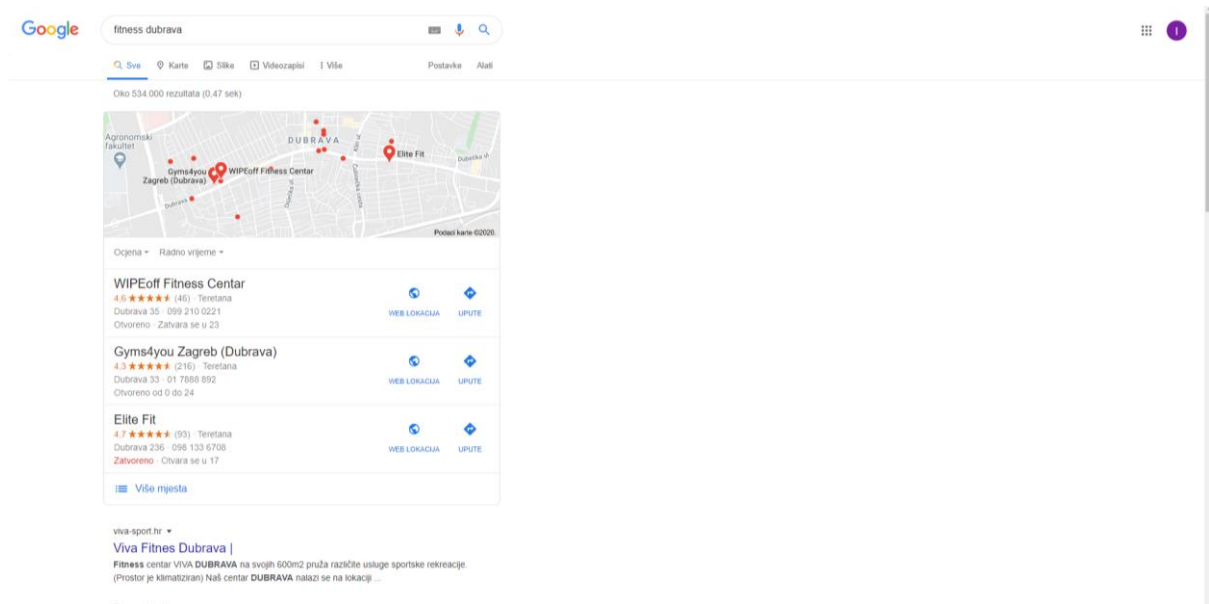 Google
fitness dubrava
Sve Karte Slike Videozapisi Više Postavke Alati
Oko 534.000 rezultata (0,47 sek)
Agronomski
fakultet
DUBRAVA
Elite Fit
Gyms4you
Zagreb (Dubrava)
WIPEoff Fitness Centar
Dubrava
Podaci karte ©2020.
Ocjena Radno vrijeme
WIPEoff Fitness Centar
4,6 ★★★★★ (46) · Teretana
Dubrava 35 · 099 210 0221
Otvoreno · Zatvara se u 23
WEB LOKACIJA UPUTE
Gyms4you Zagreb (Dubrava)
4,3 ★★★★★ (216) · Teretana
Dubrava 33 · 01 7888 892
Otvoreno od 0 do 24
WEB LOKACIJA UPUTE
Elite Fit
4,7 ★★★★★ (93) · Teretana
Dubrava 236 · 098 133 6708
Zatvoreno · Otvara se u 17
WEB LOKACIJA UPUTE
Više mjesta
viva-sport.hr
Viva Fitnes Dubrava |
Fitness centar VIVA DUBRAVA na svojih 600m2 pruža različite usluge sportske rekreacije.
(Prostor je klimatiziran) Naš centar DUBRAVA nalazi se na lokaciji ...